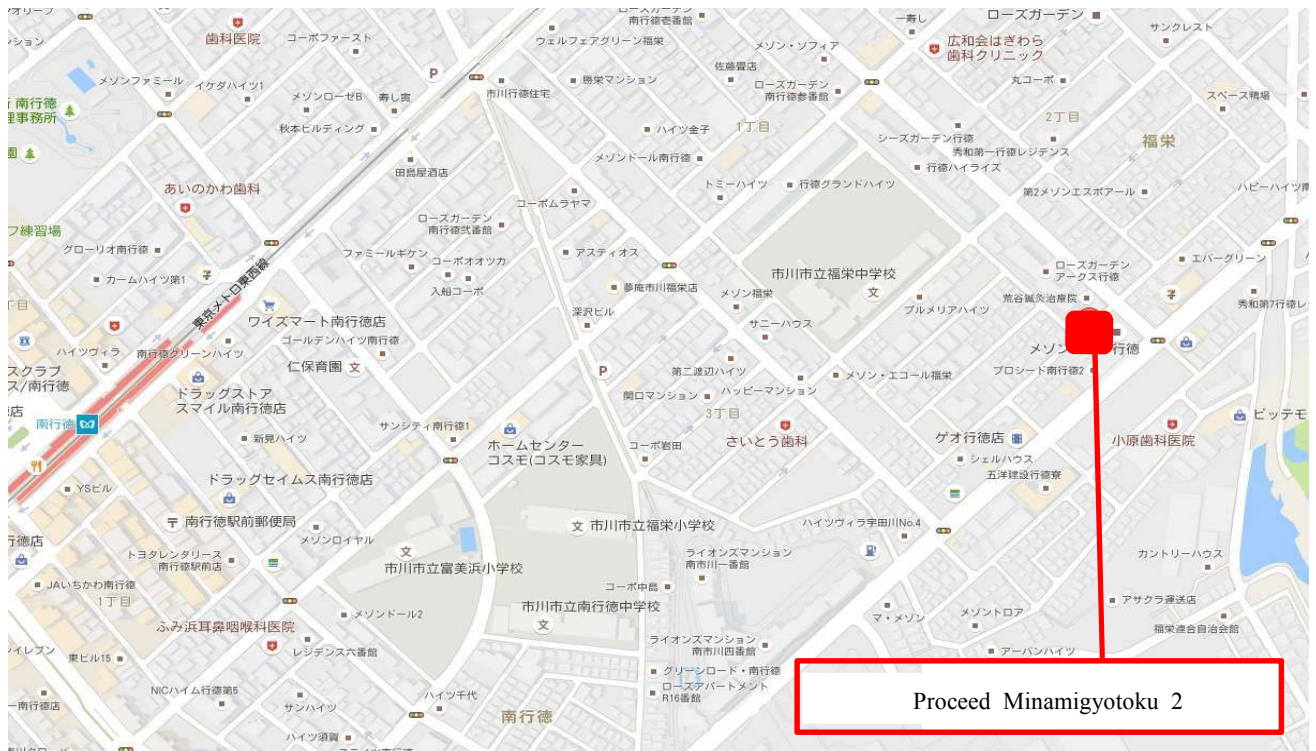 歯科医院
コーポファースト
南行徳壱番館
ウェルフェアグリーン福栄
一寿し
ローズガーデン
サンクレスト
メゾン・ソフィア
広和会はぎわら
歯科クリニック
佐藤畳店
メゾンファミール
イケダハイツ1
メゾンローゼB
寿し寅
P
市川行徳住宅
勝栄マンション
ローズガーデン
南行徳参番館
丸コーポ
スペース鴨場
南行徳
秋本ビルディング
ハイツ金子
1丁目
2丁目
シーズガーデン行徳
秀和第一行徳レジデンス
福栄
メゾンドール南行徳
行徳ハイライズ
田島屋酒店
あいのかわ歯科
トミーハイツ
行徳グランドハイツ
第2メゾンエスポアール
コーポムラヤマ
ローズガーデン
南行徳弐番館
グローリオ南行徳
ファミールギケン
コーポオオツカ
アスティオス
カームハイツ第1
東京メトロ東西線
入船コーポ
夢庵市川福栄店
メゾン福栄
市川市立福栄中学校
文
ローズガーデン
アークス行徳
エバーグリーン
荒谷鍼灸治療院
ワイズマート南行徳店
深沢ビル
サニーハウス
プルメリアハイツ
ゴールデンハイツ南行徳
ハイツヴィラ
南行徳グリーンハイツ
仁保育園 文
メゾン
行徳
P
第二渡辺ハイツ
メゾン・エコール福栄
プロシード南行徳2
ドラッグストア
スマイル南行徳店
関口マンション
ハッピーマンション
南行徳
新見ハイツ
サンシティ南行徳1
3丁目
さいとう歯科
ホームセンター
コスモ(コスモ家具)
コーポ岩田
ゲオ行徳店
小原歯科医院
ビッテモ
シェルハウス
五洋建設行徳寮
YSビル
ドラッグセイムス南行徳店
南行徳駅前郵便局
メゾンロイヤル
文 市川市立福栄小学校
ハイツヴィラ宇田川No.4
トヨタレンタリース
南行徳駅前店
文
市川市立富美浜小学校
ライオンズマンション
南市川一番館
カントリーハウス
JAいちかわ南行徳
1丁目
コーポ中島
メゾンドール2
市川市立南行徳中学校
文
マ・メゾン
メゾントロア
アサクラ運送店
福栄連合自治会館
ふみ浜耳鼻咽喉科医院
レジデンス六番館
ライオンズマンション
南市川四番館
アーバンハイツ
東ビル15
グリーンロード・南行徳
ローズアパートメント
R16番館
NICハイム行徳第5
サンハイツ
ハイツ千代
南行徳
ハイツ須賀
Proceed Minamigyotoku 2